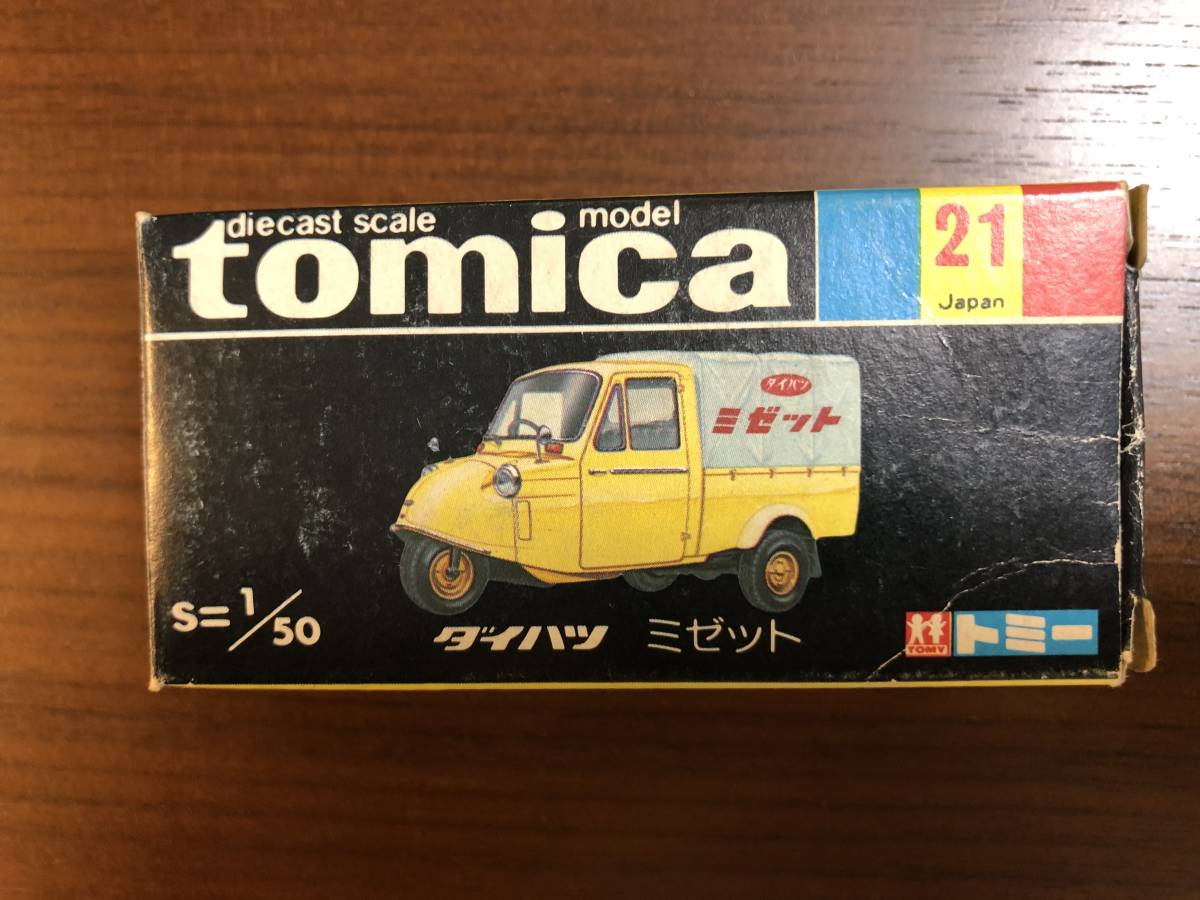 diecast scale model
tomica
21
Japan
ダイハツ
ミゼット
S=1/50
ダイハツ ミゼット
TOMY
トミー